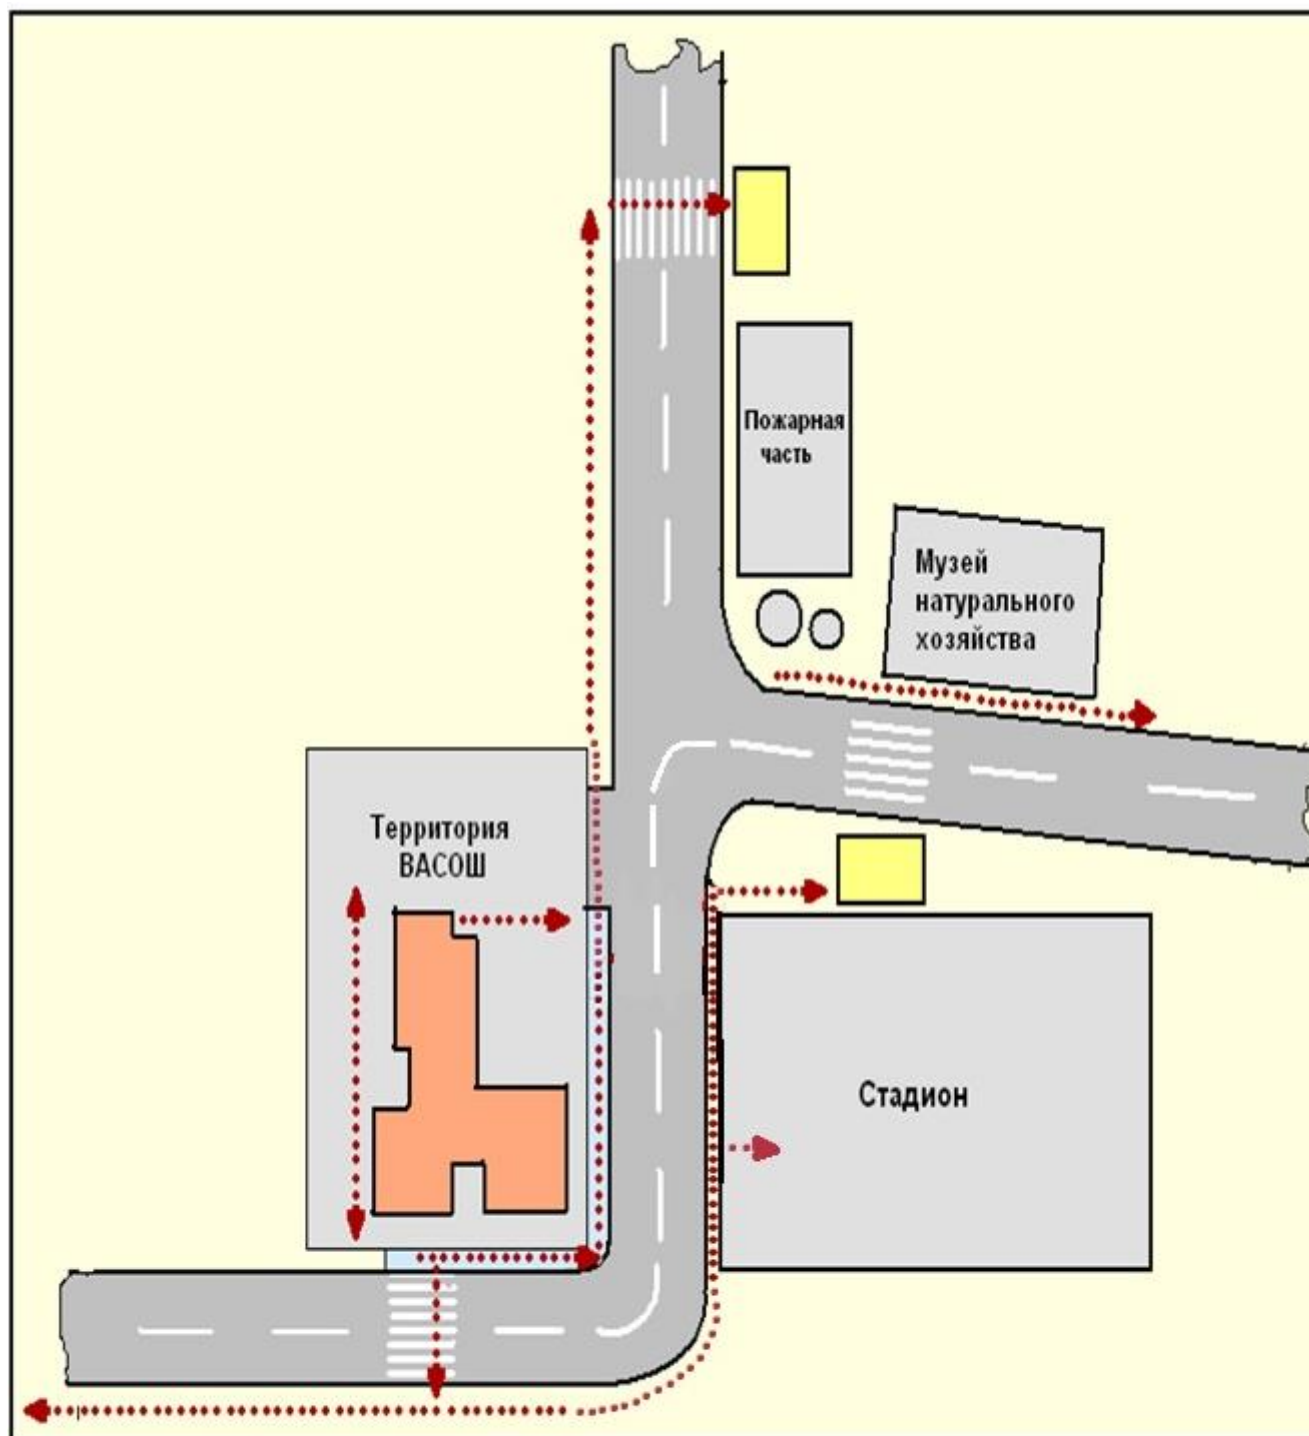 Пожарная
часть
Музей
натурального
хозяйства
Территория
ВАСОШ
Стадион